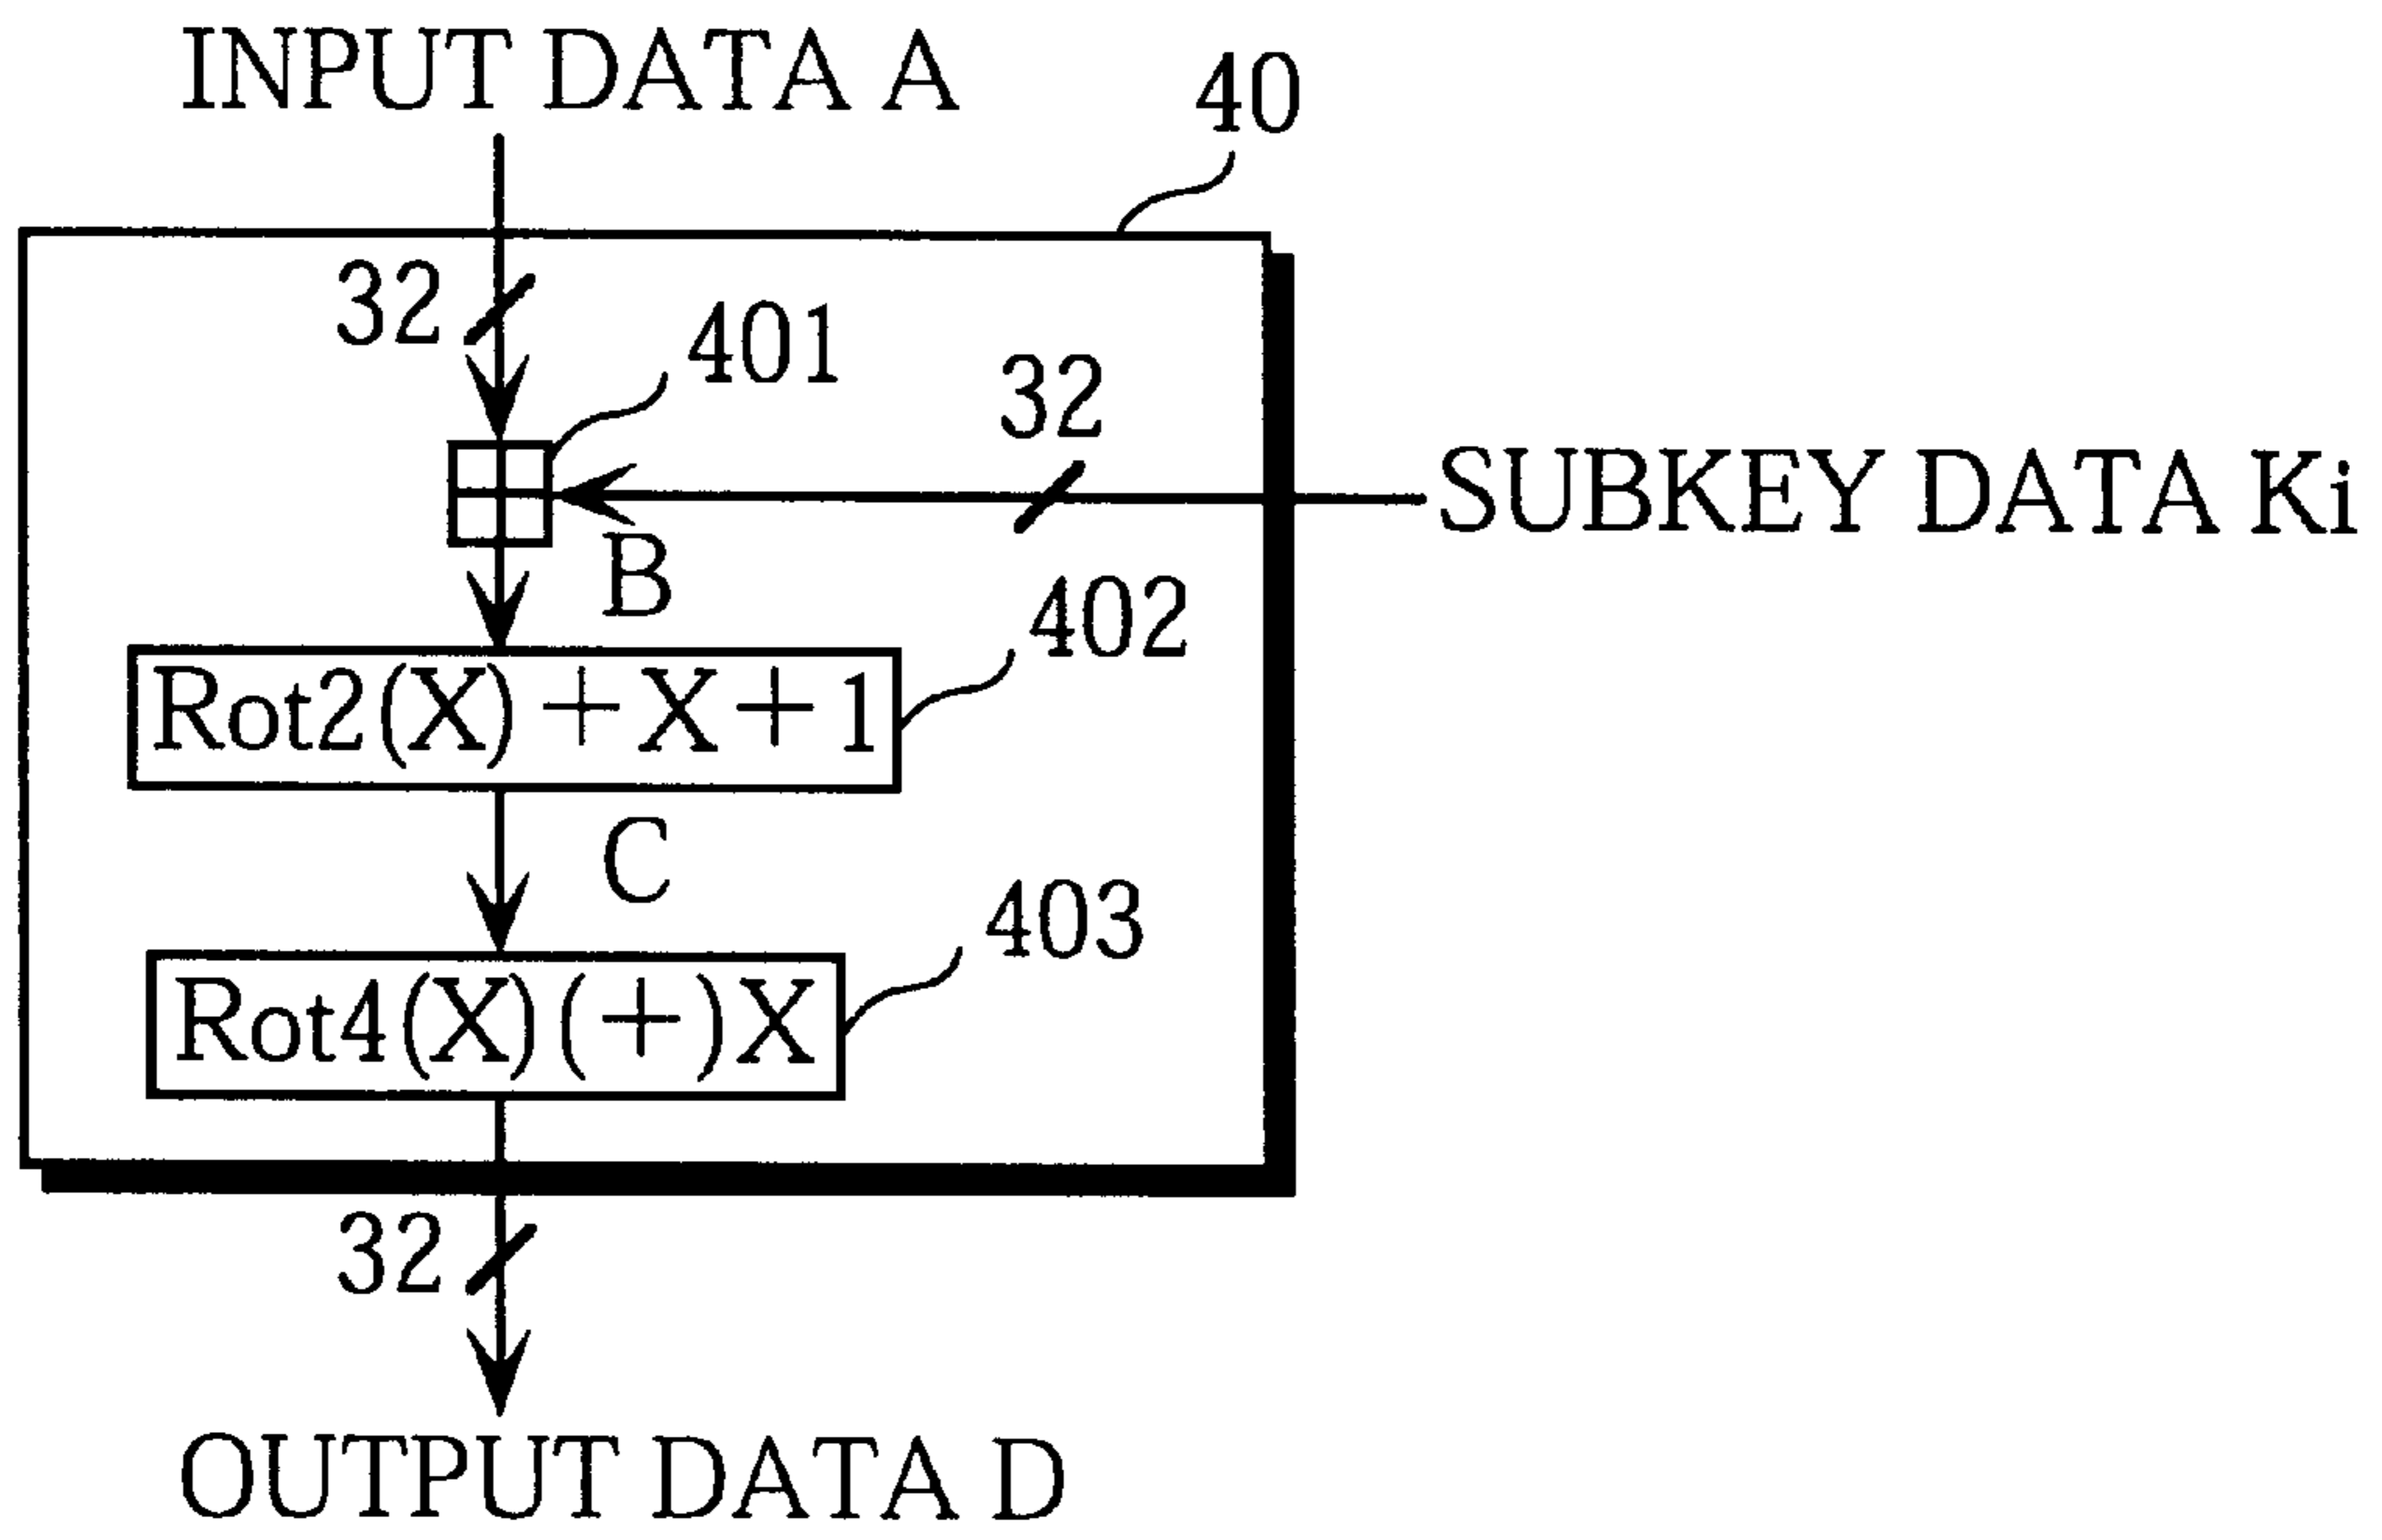 INPUT DATA A
40
32
401
32
SUBKEY DATA Ki
B
402
Rot2(X)+X+1
C
403
Rot4(X)(+)X
32
OUTPUT DATA D